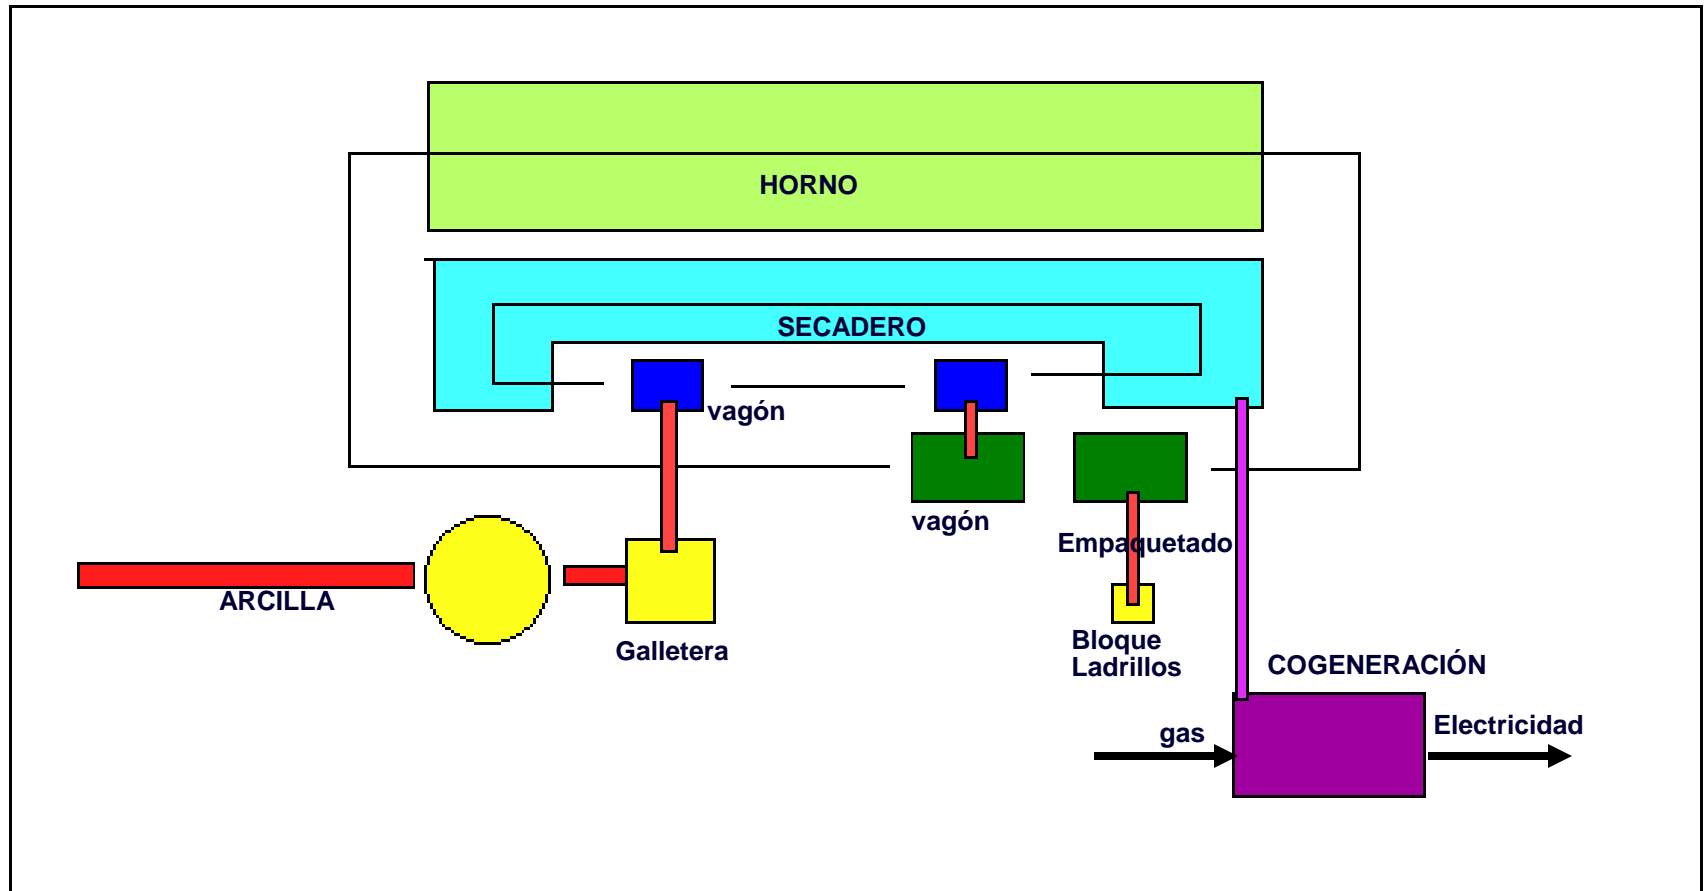 HORNO
SECADERO
vagón
vagón
Empaquetado
ARCILLA
Galletera
Bloque
Ladrillos
COGENERACIÓN
gas
Electricidad